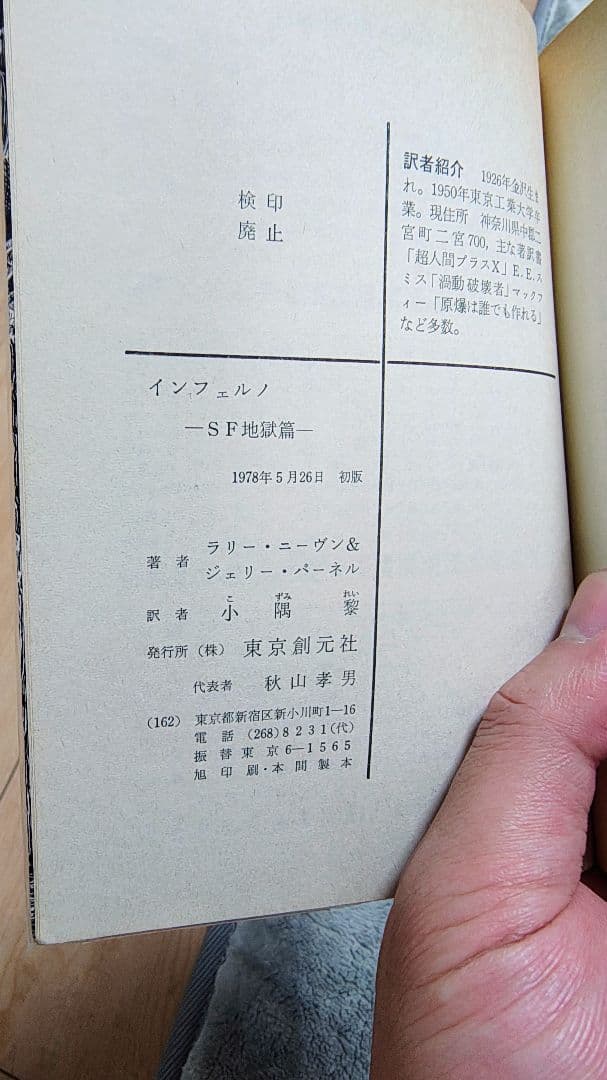 検印
廃止
訳者紹介　1926年金沢生ま
れ。1950年東京工業大学卒
業。現住所　神奈川県中郡二
宮町二宮700, 主な著訳書
「超人間プラスX」E.E.ス
ミス「渦動破壊者」マックフ
ィー「原爆は誰でも作れる」
など多数。
インフェルノ
—SF地獄篇—
1978年5月26日　初版
著者　ラリー・ニーヴン&
ジェリー・パーネル
こ　ずみ　れい
訳者　小隅黎
発行所（株）東京創元社
代表者　秋山孝男
（162）東京都新宿区新小川町1—16
電話　(268)8231(代)
振替東京6—1565
旭印刷・本間製本